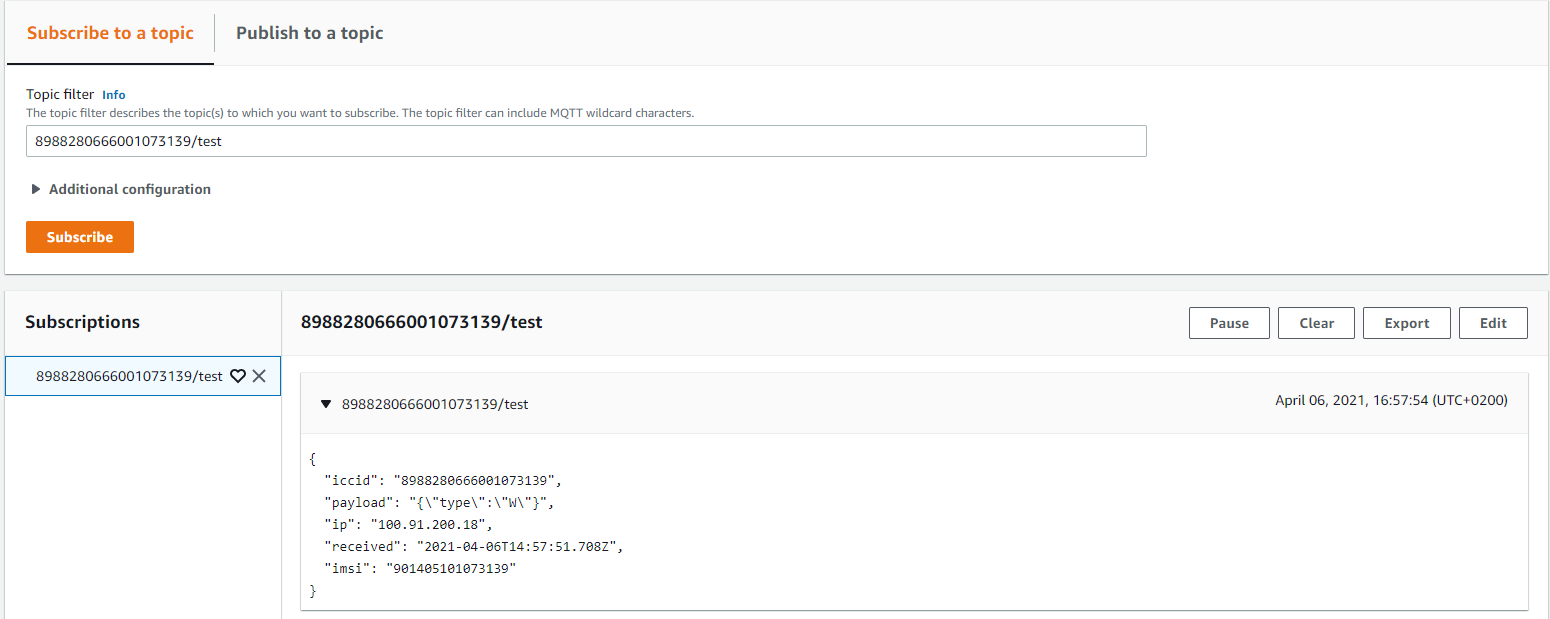 Subscribe to a topic
Publish to a topic
Topic filter Info
The topic filter describes the topic(s) to which you want to subscribe. The topic filter can include MQTT wildcard characters.
8988280666001073139/test
Additional configuration
Subscribe
Subscriptions
8988280666001073139/test
Pause
Clear
Export
Edit
8988280666001073139/test
8988280666001073139/test
April 06, 2021, 16:57:54 (UTC+0200)
{
"iccid": "8988280666001073139",
"payload": "{\"type\":\"W\"}",
"ip": "100.91.200.18",
"received": "2021-04-06T14:57:51.708Z",
"imsi": "901405101073139"
}